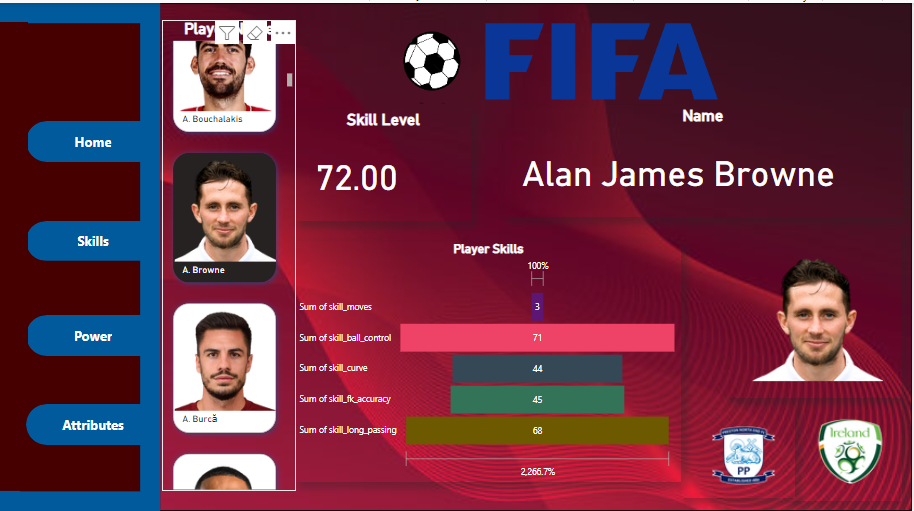 Home
Skills
Power
Attributes
A. Bouchalakis
A. Browne
A. Burcă
FIFA
Skill Level
72.00
Name
Alan James Browne
Player Skills
100%
Sum of skill_moves 3
Sum of skill_ball_control 71
Sum of skill_curve 44
Sum of skill_fk_accuracy 45
Sum of skill_long_passing 68
2,266.7%
PP
Ireland